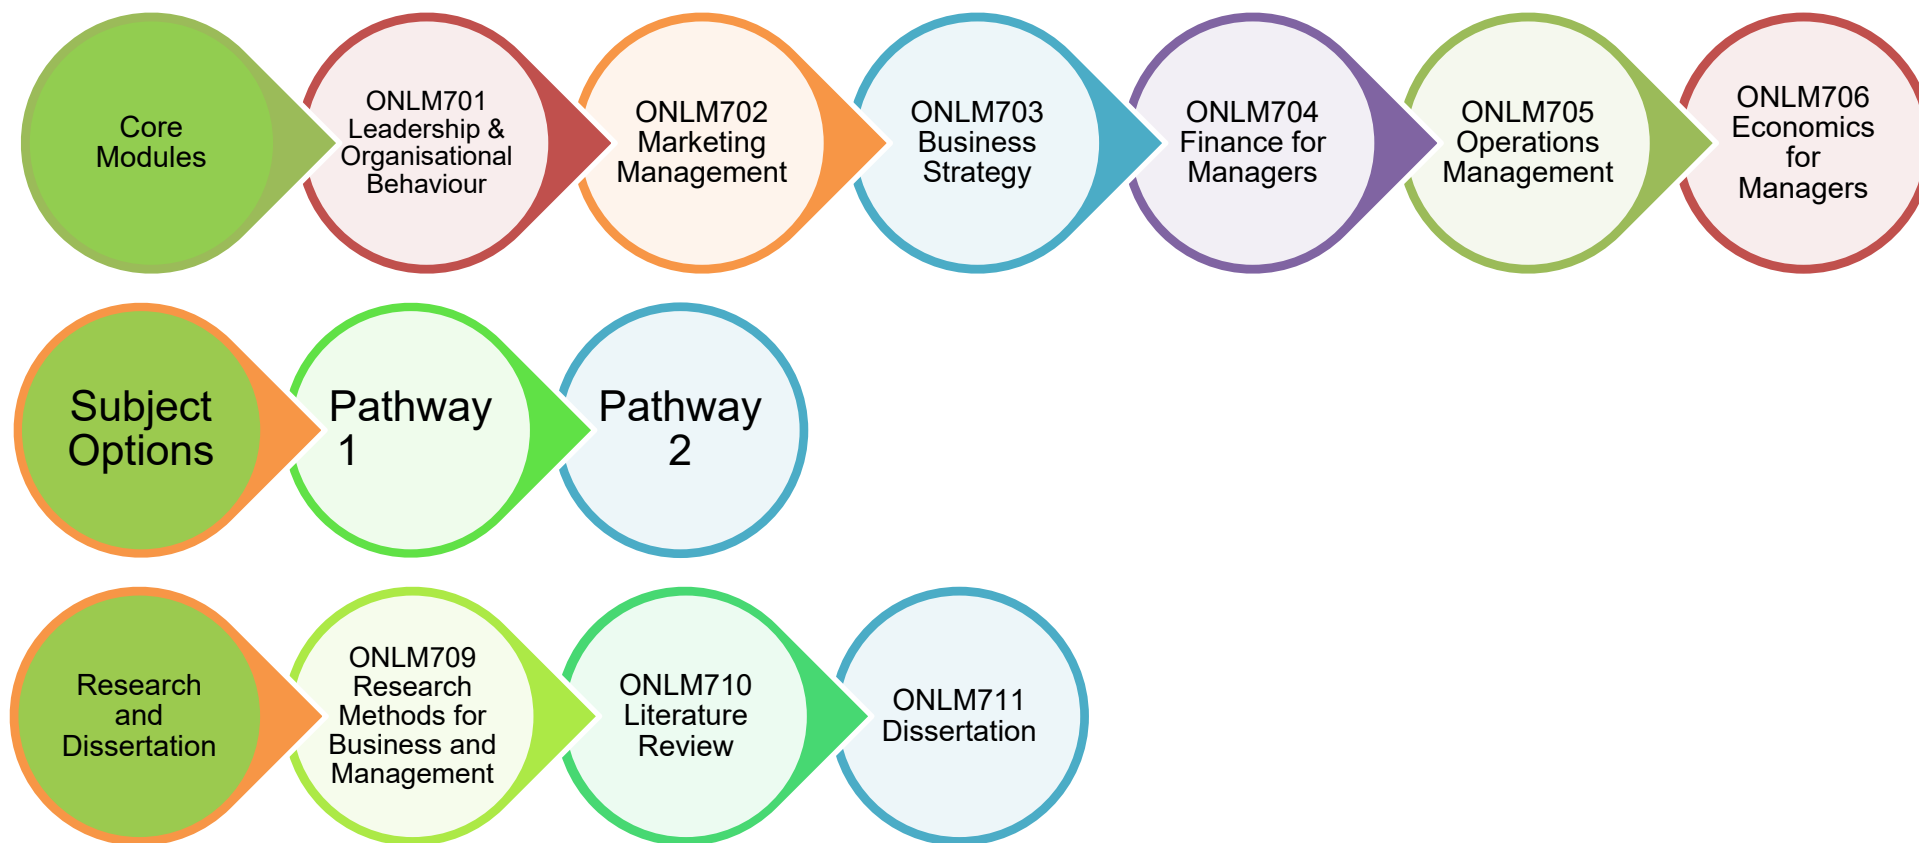 Core
Modules
ONLM701
Leadership &
Organisational
Behaviour
ONLM702
Marketing
Management
ONLM703
Business
Strategy
ONLM704
Finance for
Managers
ONLM705
Operations
Management
ONLM706
Economics
for
Managers
Subject
Options
Pathway
1
Pathway
2
Research
and
Dissertation
ONLM709
Research
Methods for
Business and
Management
ONLM710
Literature
Review
ONLM711
Dissertation